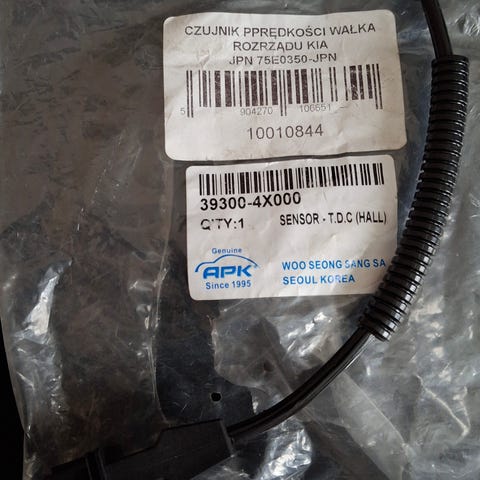 CZUJNIK PPRĘDKOŚCI WAŁKA
ROZRZĄDU KIA
JPN 75E0350-JPN
5 904270 106651
10010844
39300-4X000
Q'TY:1 SENSOR - T.D.C (HALL)
Genuine
APK
Since 1995
WOO SEONG SANG SA
SEOUL KOREA